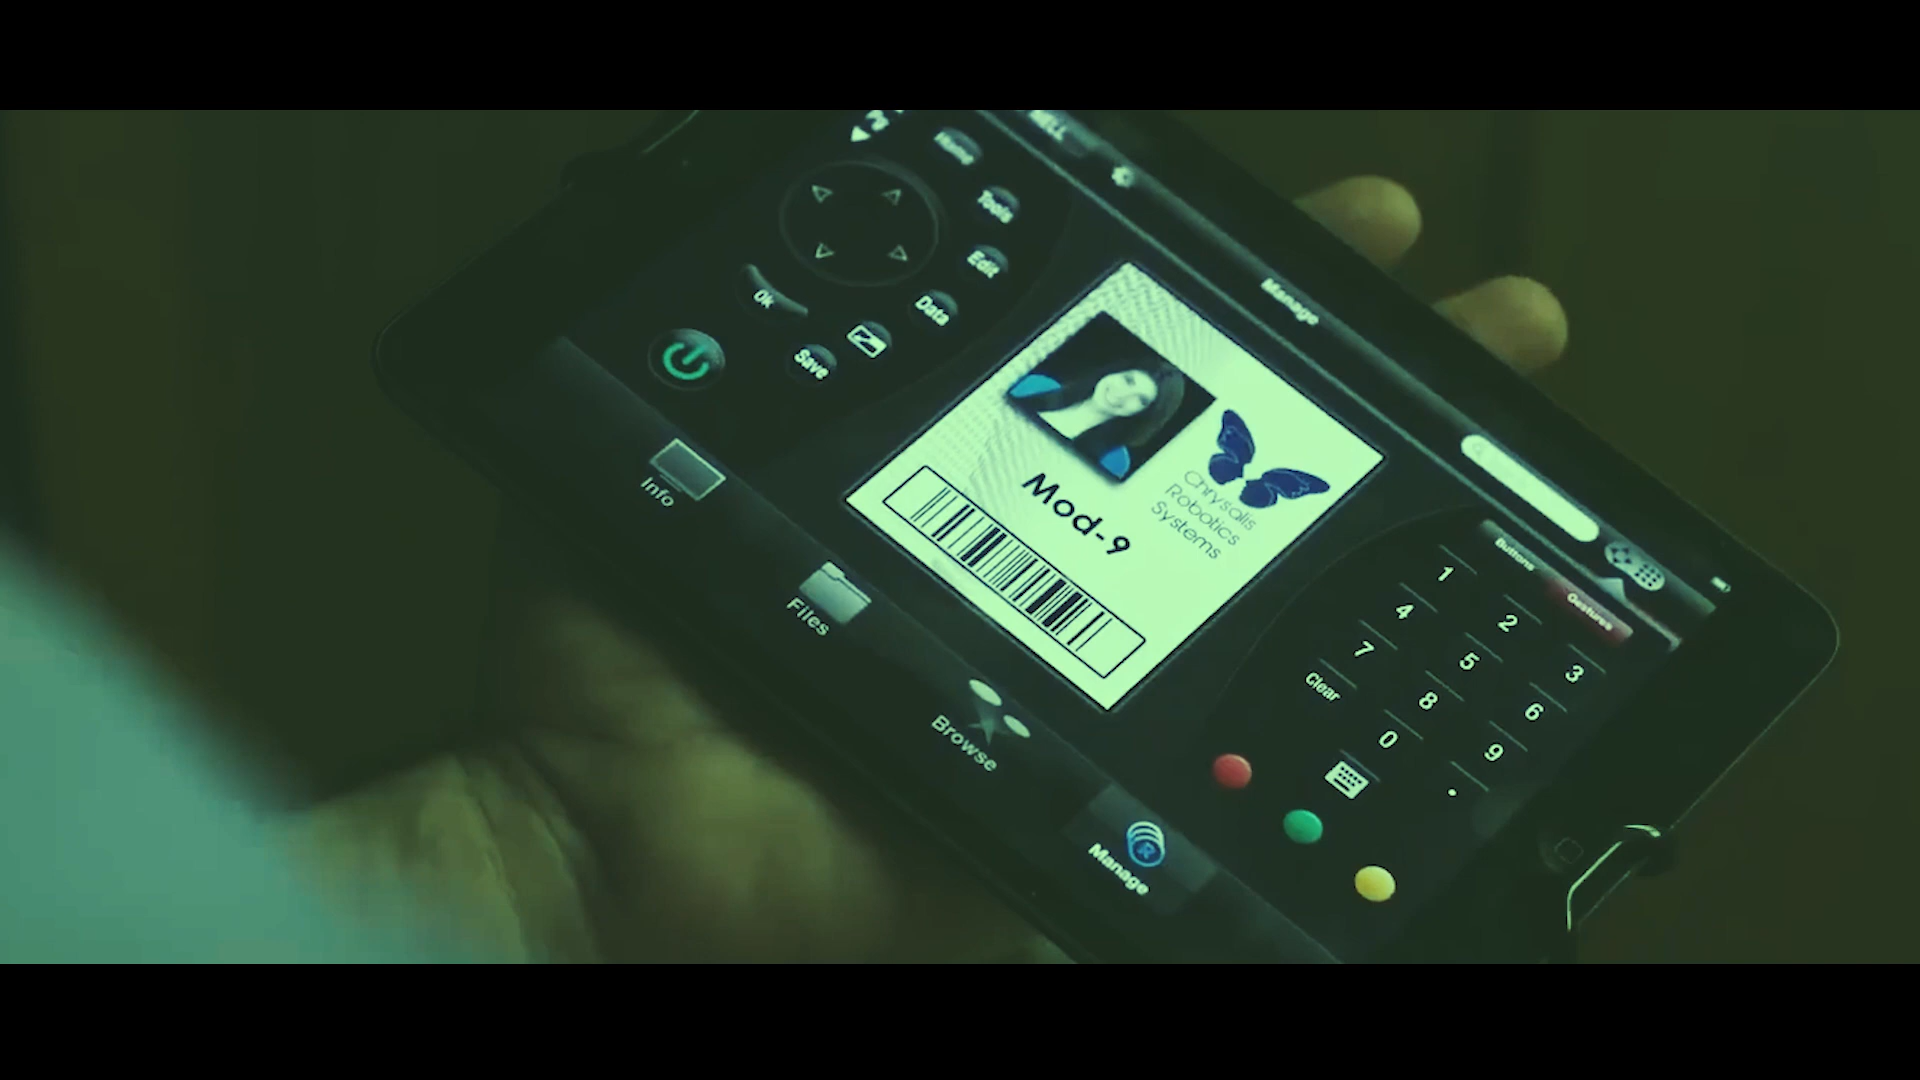 Home
Tools
Edit
Data
Save
Ok
Manage
Mod-9
Chrysalis
Robotics
Systems
Info
Files
Browse
Manage
Buttons
Gestures
1
2
3
4
5
6
7
8
9
Clear
0
.